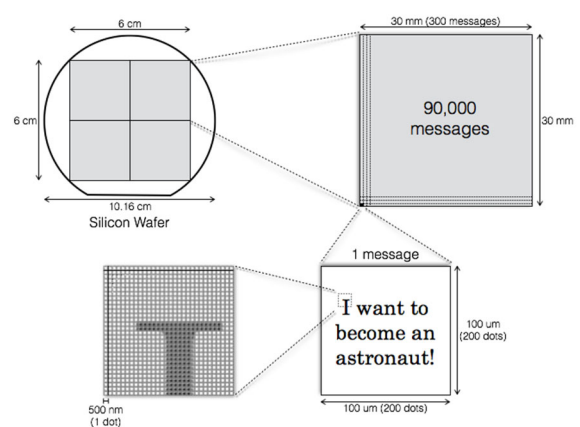 6 cm
6 cm
10.16 cm
Silicon Wafer
30 mm (300 messages)
90,000
messages
30 mm
1 message
I want to
become an
astronaut!
100 um
(200 dots)
100 um (200 dots)
500 nm
(1 dot)